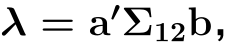 λ = a′Σ₁₂b,